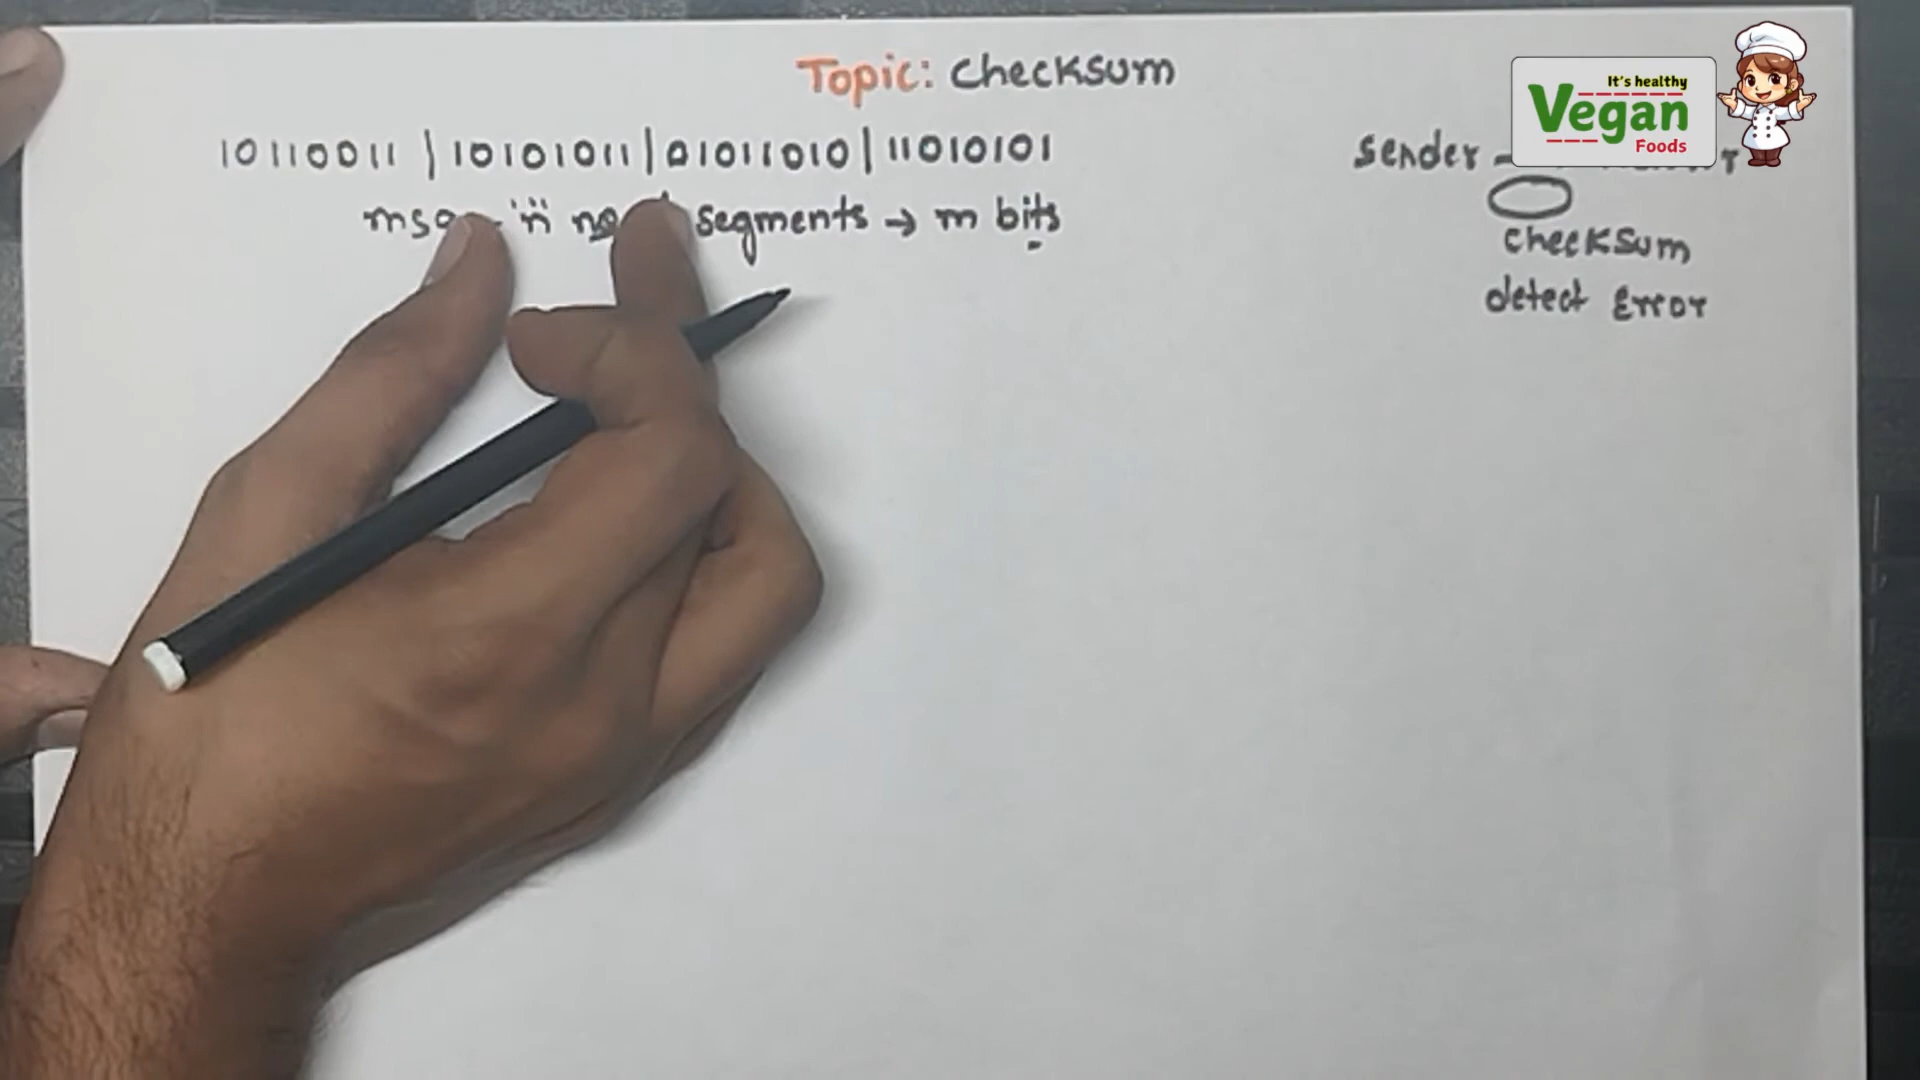 Topic: Checksum
10110011 | 10101011 | 01011010 | 11010101
'n' segments → m bits
Sender
Checksum
detect Error
It's healthy
Vegan
Foods